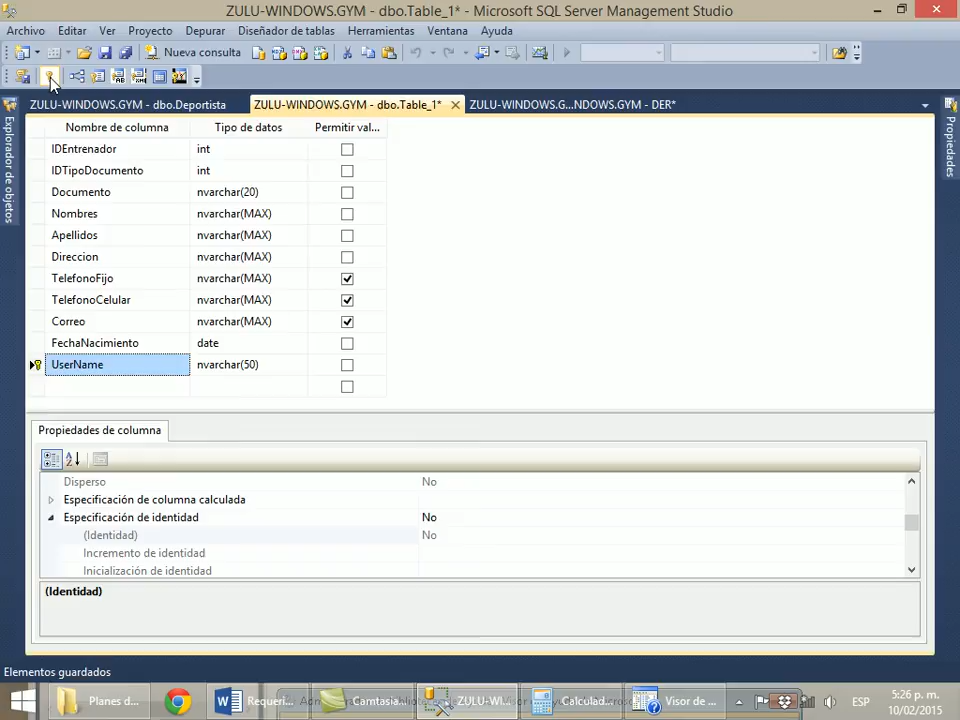 ZULU-WINDOWS.GYM - dbo.Table_1* - Microsoft SQL Server Management Studio
Archivo Editar Ver Proyecto Depurar Diseñador de tablas Herramientas Ventana Ayuda
Nueva consulta
ZULU-WINDOWS.GYM - dbo.Deportista ZULU-WINDOWS.GYM - dbo.Table_1* ZULU-WINDOWS.G...NDOWS.GYM - DER*
Explorador de objetos
Propiedades
Nombre de columna Tipo de datos Permitir val...
IDEntrenador int
IDTipoDocumento int
Documento nvarchar(20)
Nombres nvarchar(MAX)
Apellidos nvarchar(MAX)
Direccion nvarchar(MAX)
TelefonoFijo nvarchar(MAX)
TelefonoCelular nvarchar(MAX)
Correo nvarchar(MAX)
FechaNacimiento date
UserName nvarchar(50)
Propiedades de columna
Disperso No
Especificación de columna calculada
Especificación de identidad No
(Identidad) No
Incremento de identidad
Inicialización de identidad
(Identidad)
Elementos guardados
Planes d... Requeri... Camtasia... ZULU-WI... Calculad... Visor de ... ESP
5:26 p. m.
10/02/2015